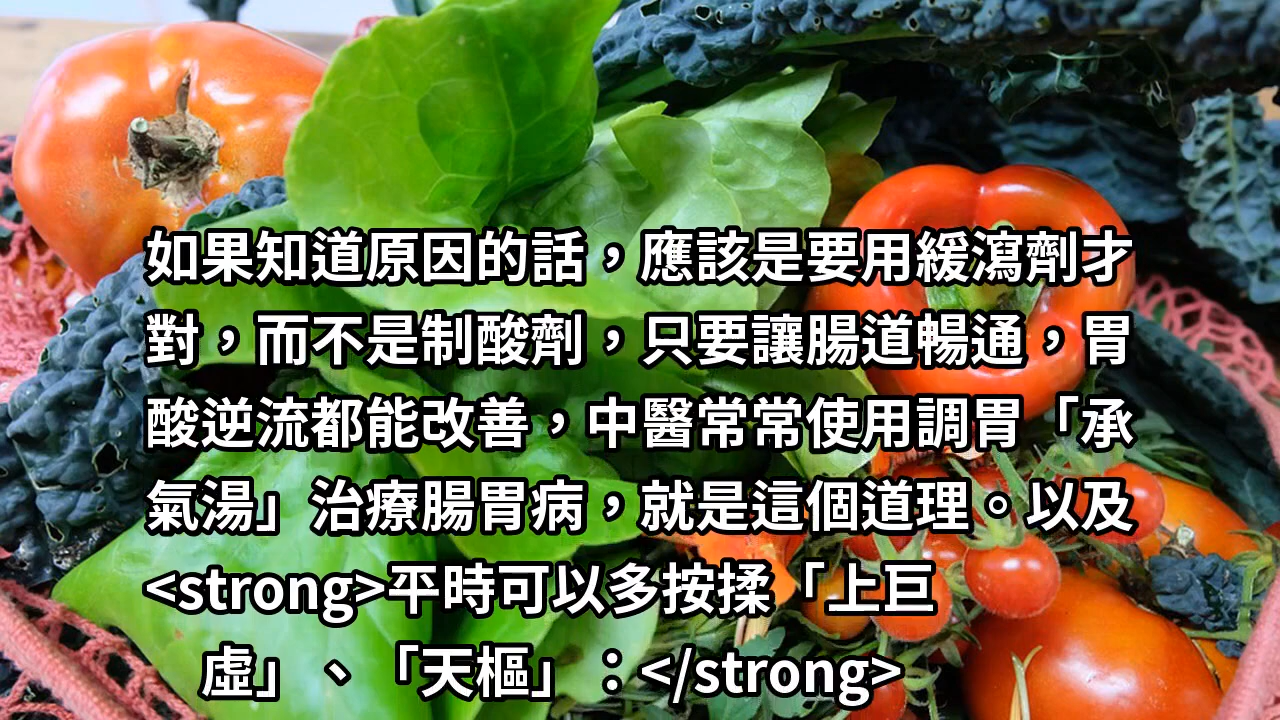 如果知道原因的話，應該是要用緩瀉劑才
對，而不是制酸劑，只要讓腸道暢通，胃
酸逆流都能改善，中醫常常使用調胃「承
氣湯」治療腸胃病，就是這個道理。以及
<strong>平時可以多按揉「上巨
虛」、「天樞」：</strong>